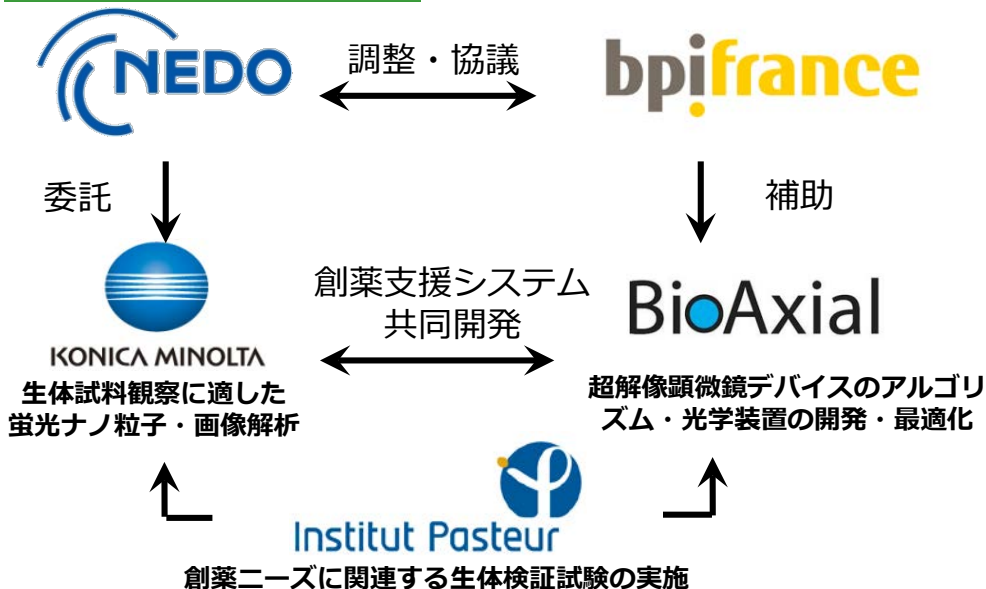 NEDO
調整・協議
bpifrance
委託
補助
創薬支援システム
共同開発
BioAxial
KONICA MINOLTA
生体試料観察に適した
蛍光ナノ粒子・画像解析
超解像顕微鏡デバイスのアルゴリ
ズム・光学装置の開発・最適化
Institut Pasteur
創薬ニーズに関連する生体検証試験の実施